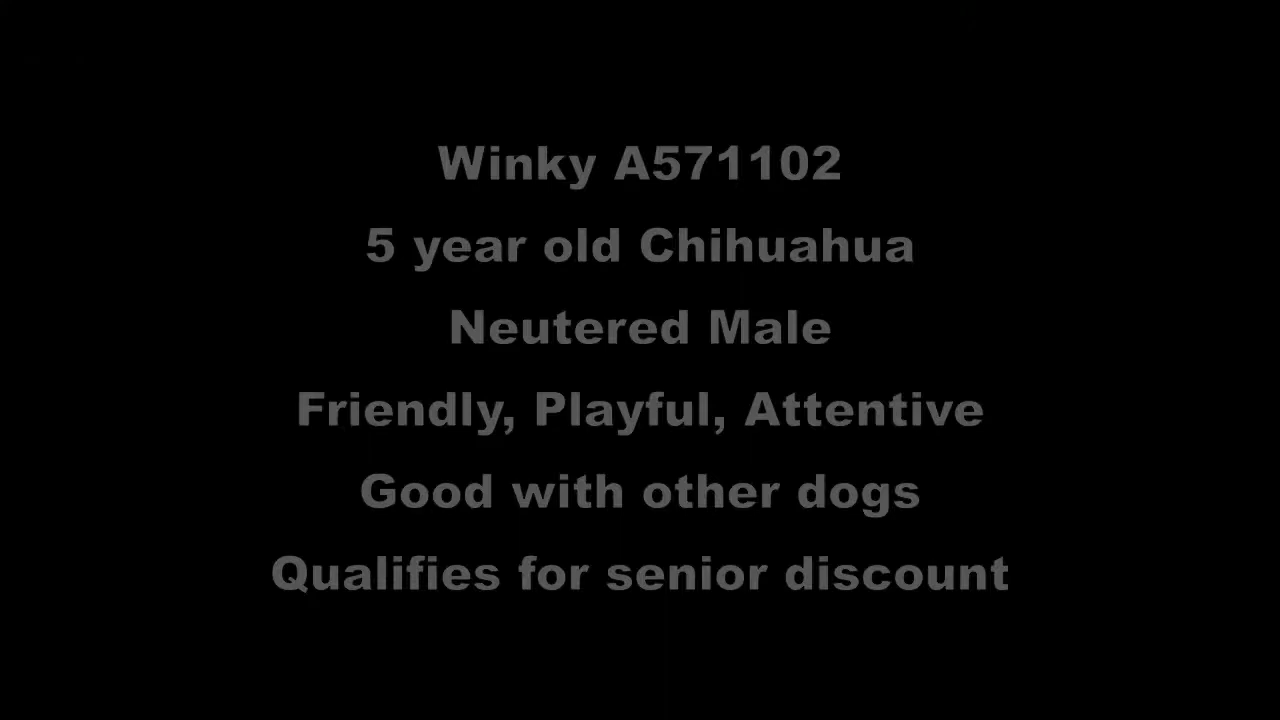 Winky A571102
5 year old Chihuahua
Neutered Male
Friendly, Playful, Attentive
Good with other dogs
Qualifies for senior discount